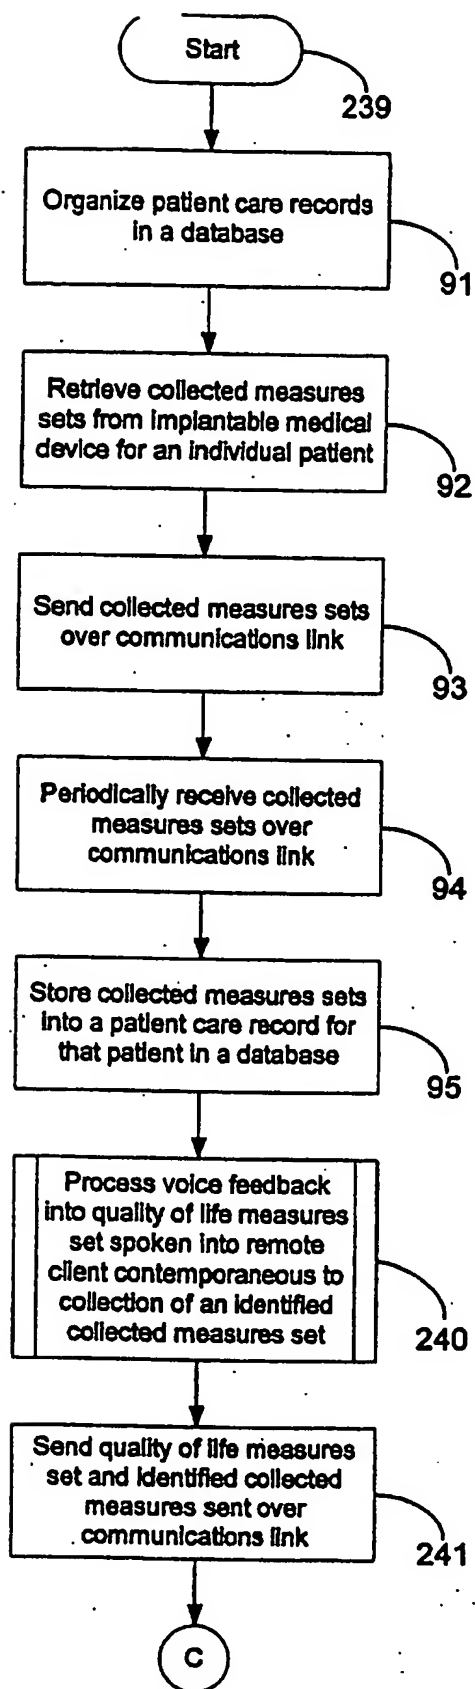 Start
239
Organize patient care records
in a database
91
Retrieve collected measures
sets from implantable medical
device for an individual patient
92
Send collected measures sets
over communications link
93
Periodically receive collected
measures sets over
communications link
94
Store collected measures sets
into a patient care record for
that patient in a database
95
Process voice feedback
into quality of life measures
set spoken into remote
client contemporaneous to
collection of an identified
collected measures set
240
Send quality of life measures
set and identified collected
measures sent over
communications link
241
C